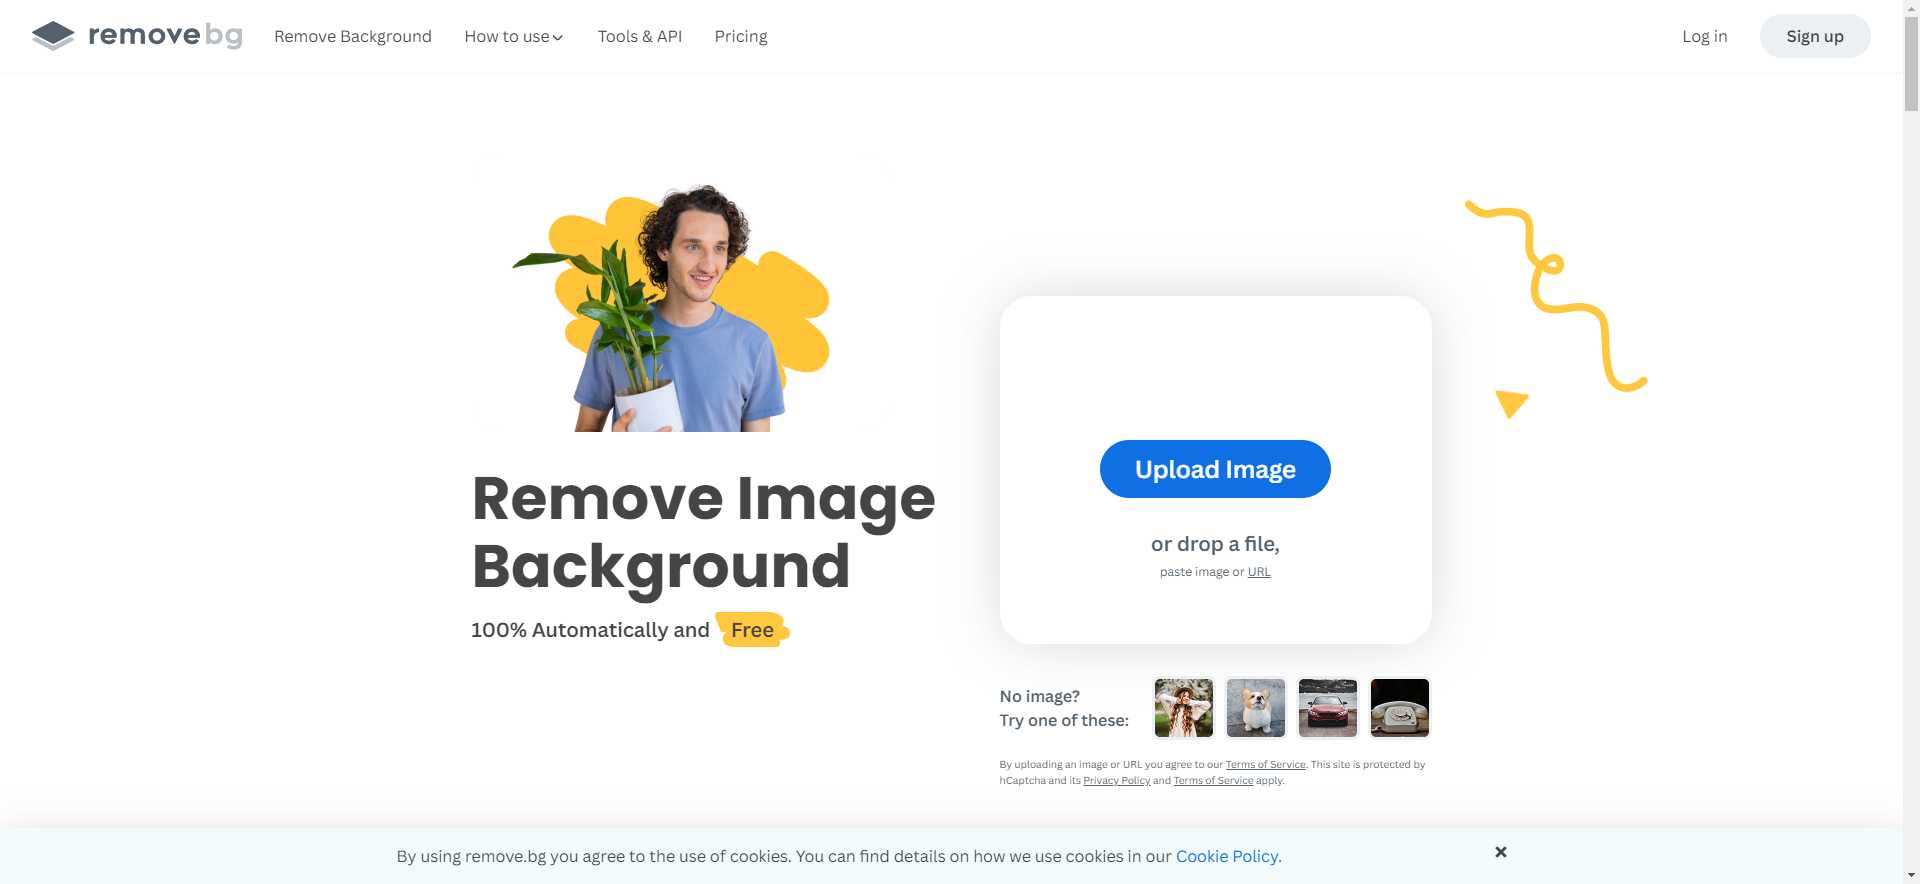 removebg
Remove Background
How to use
Tools & API
Pricing
Log in
Sign up
Remove Image
Background
100% Automatically and Free
Upload Image
or drop a file,
paste image or URL
No image?
Try one of these:
By uploading an image or URL you agree to our Terms of Service. This site is protected by
hCaptcha and its Privacy Policy and Terms of Service apply.
By using remove.bg you agree to the use of cookies. You can find details on how we use cookies in our Cookie Policy.